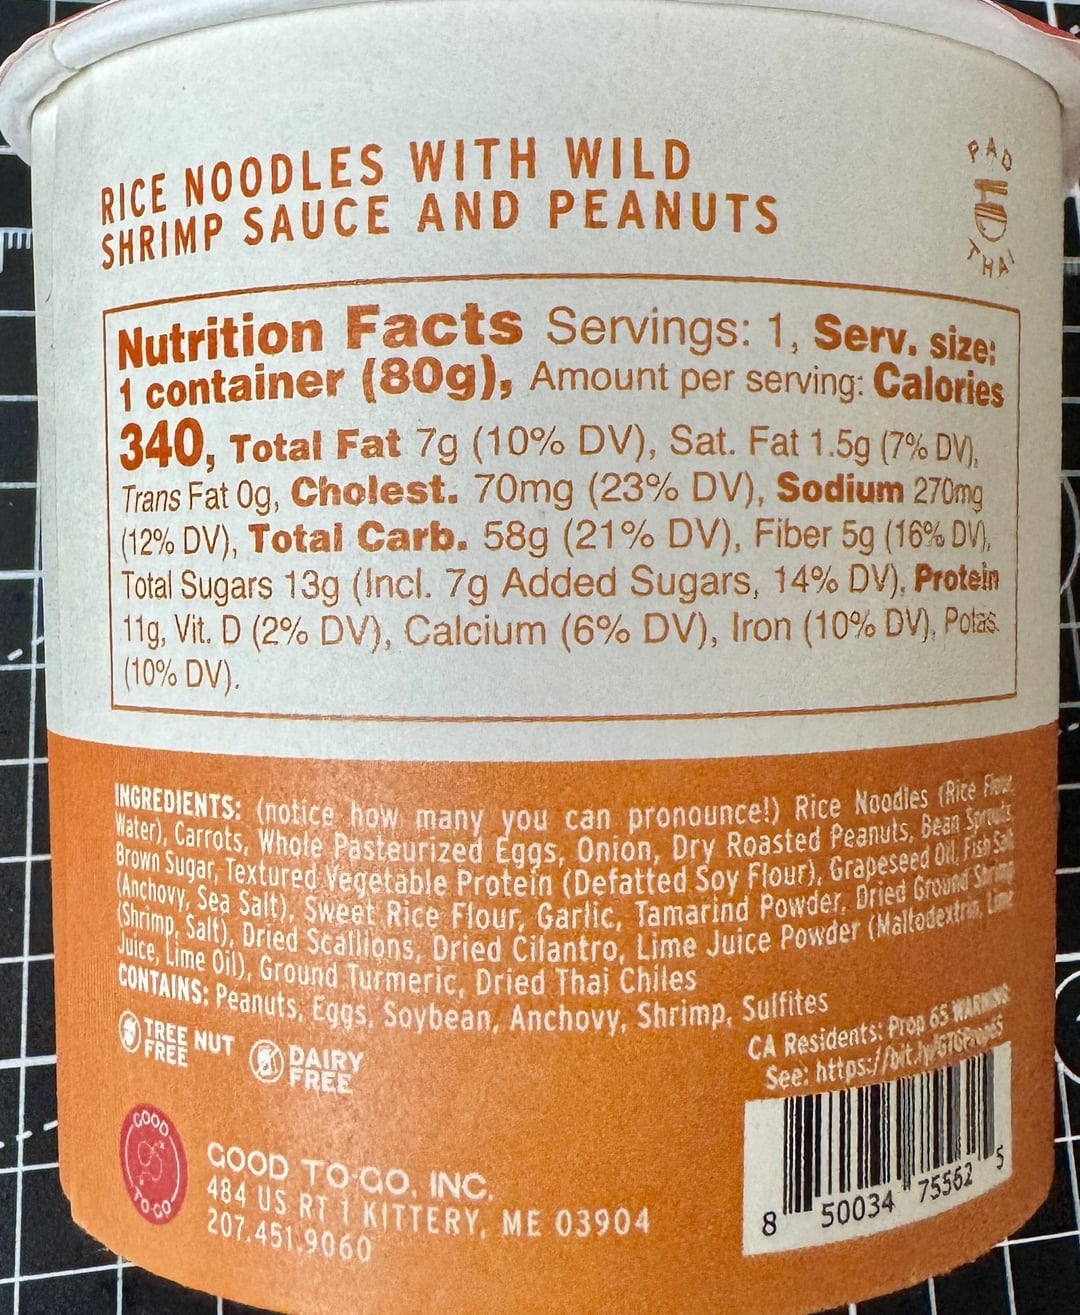 RICE NOODLES WITH WILD
SHRIMP SAUCE AND PEANUTS
PAD
THAI
Nutrition Facts Servings: 1, Serv. size:
1 container (80g), Amount per serving: Calories
340, Total Fat 7g (10% DV), Sat. Fat 1.5g (7% DV),
Trans Fat 0g, Cholest. 70mg (23% DV), Sodium 270mg
(12% DV), Total Carb. 58g (21% DV), Fiber 5g (16% DV),
Total Sugars 13g (Incl. 7g Added Sugars, 14% DV), Protein
11g, Vit. D (2% DV), Calcium (6% DV), Iron (10% DV), Potas.
(10% DV).
INGREDIENTS: (notice how many you can pronounce!) Rice Noodles (Rice Flour,
Water), Carrots, Whole Pasteurized Eggs, Onion, Dry Roasted Peanuts, Bean Sprouts,
Brown Sugar, Textured Vegetable Protein (Defatted Soy Flour), Grapeseed Oil, Fish Salt
(Anchovy, Sea Salt), Sweet Rice Flour, Garlic, Tamarind Powder, Dried Ground Shrimp
(Shrimp, Salt), Dried Scallions, Dried Cilantro, Lime Juice Powder (Maltodextrin, Lime
Juice, Lime Oil), Ground Turmeric, Dried Thai Chiles
CONTAINS: Peanuts, Eggs, Soybean, Anchovy, Shrimp, Sulfites
TREE NUT
FREE
DAIRY
FREE
CA Residents: Prop 65 WARNING
See: https://bit.ly/GTGProp65
GOOD
TO-GO
GOOD TO-GO, INC.
484 US RT 1 KITTERY, ME 03904
207.451.9060
8 50034 75562 5